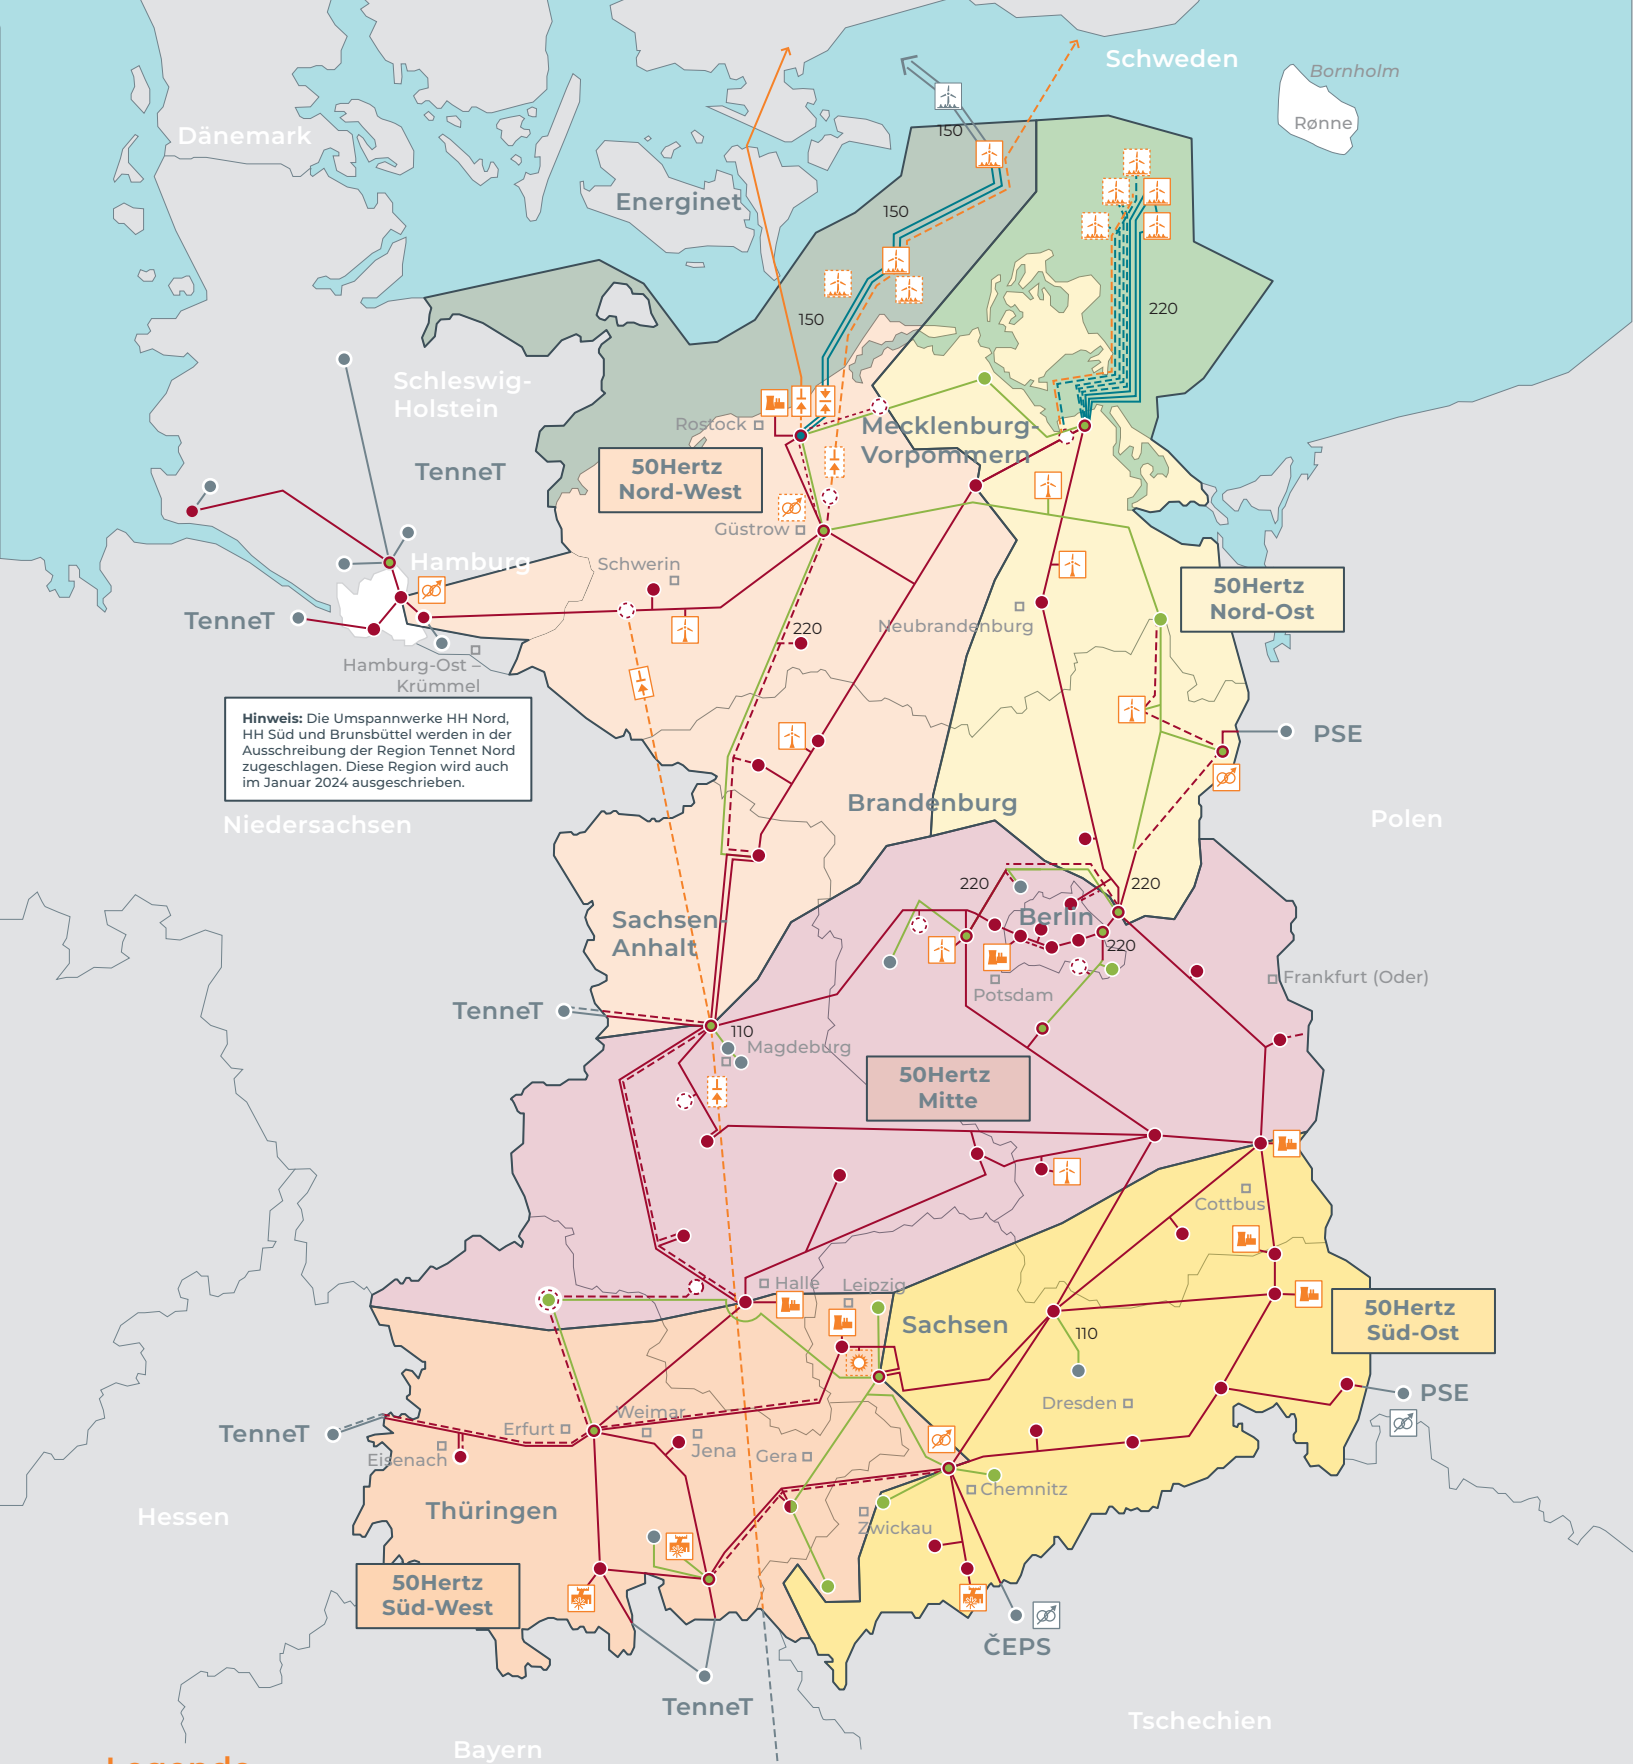 Schweden
Bornholm
Rønne
150
Dänemark
Energinet
150
220
150
Schleswig-
Holstein
Rostock
Mecklenburg-
Vorpommern
TenneT
50Hertz
Nord-West
Güstrow
Hamburg
Schwerin
50Hertz
Nord-Ost
TenneT
220
Neubrandenburg
Hamburg-Ost –
Krümmel
Hinweis: Die Umspannwerke HH Nord,
HH Süd und Brunsbüttel werden in der
Ausschreibung der Region Tennet Nord
zugeschlagen. Diese Region wird auch
im Januar 2024 ausgeschrieben.
PSE
Brandenburg
Niedersachsen
Polen
220
220
Sachsen-
Anhalt
Berlin
220
Frankfurt (Oder)
Potsdam
TenneT
110
Magdeburg
50Hertz
Mitte
Cottbus
Halle
Leipzig
Sachsen
50Hertz
Süd-Ost
110
PSE
Dresden
TenneT
Erfurt
Weimar
Jena
Gera
Eisenach
Chemnitz
Thüringen
Hessen
Zwickau
50Hertz
Süd-West
ČEPS
TenneT
Tschechien
Bayern
Legende